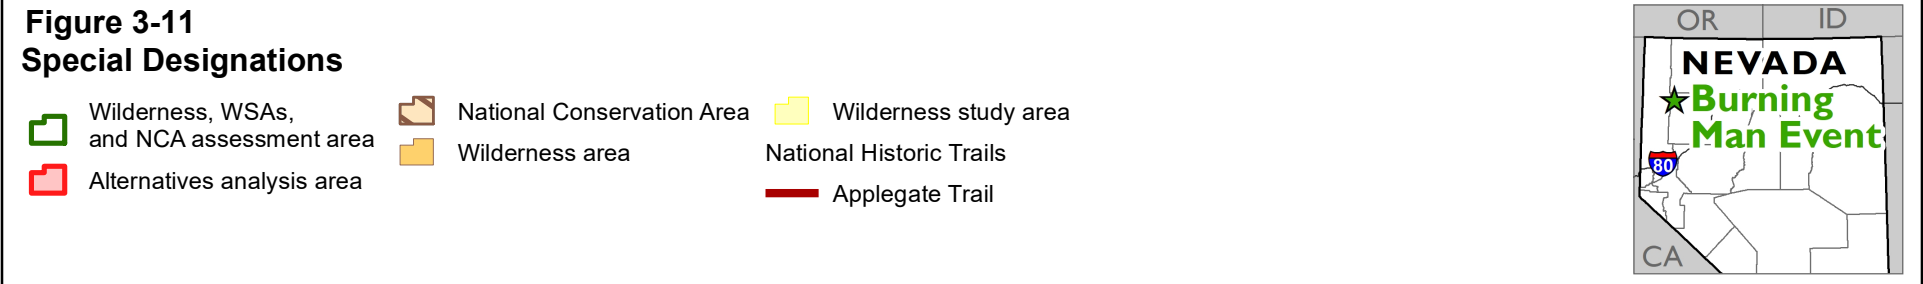 Figure 3-11
Special Designations
Wilderness, WSAs,
and NCA assessment area
Alternatives analysis area
National Conservation Area
Wilderness area
Wilderness study area
National Historic Trails
Applegate Trail
OR
ID
NEVADA
Burning
Man Event
80
CA